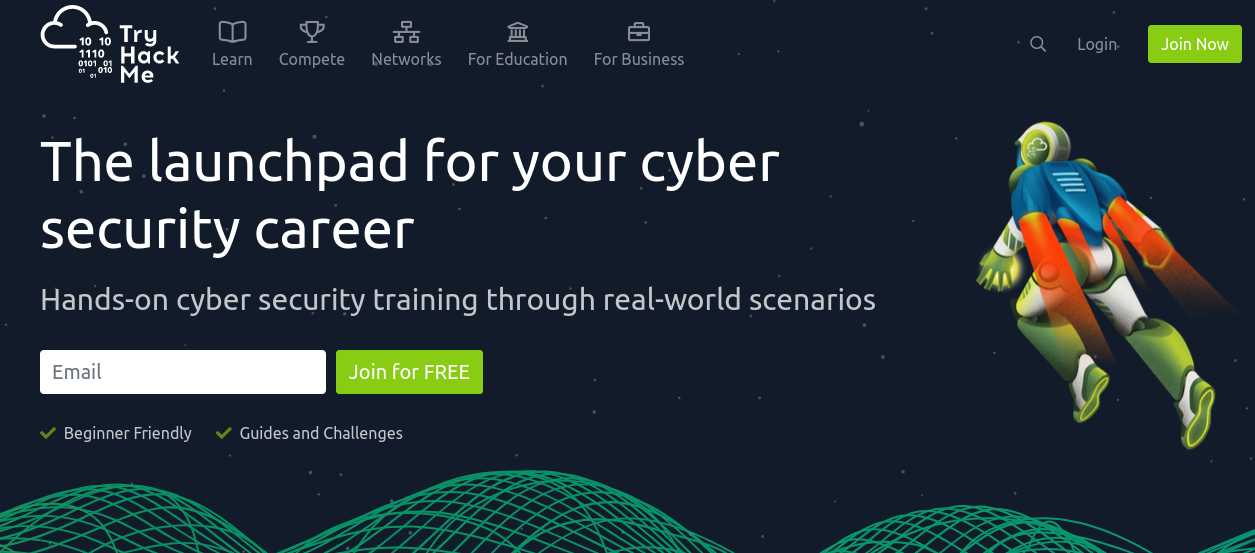 Try
Hack
Me
10 10
1110
0101 01
01 010
01
Learn
Compete
Networks
For Education
For Business
Login
Join Now
The launchpad for your cyber
security career
Hands-on cyber security training through real-world scenarios
Email
Join for FREE
Beginner Friendly
Guides and Challenges